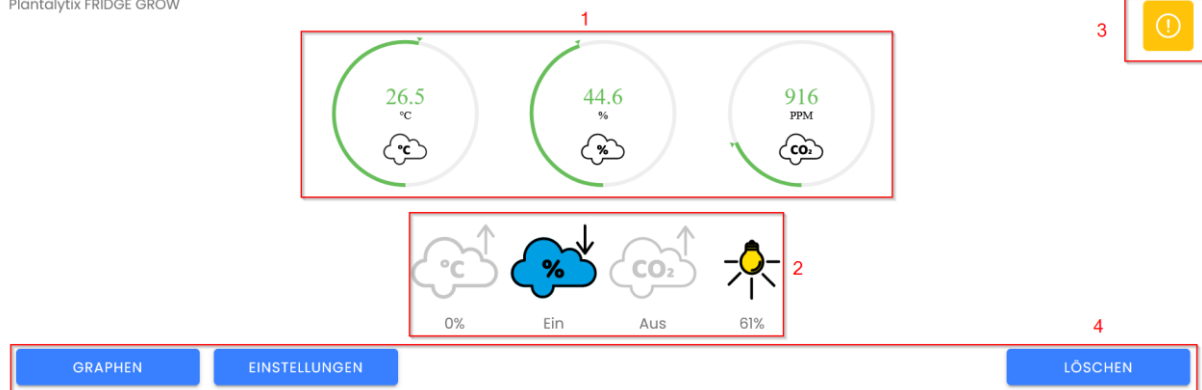 Plantalytix FRIDGE GROW
1
3
26.5
°C
°C
44.6
%
%
916
PPM
CO₂
°C
%
CO₂
2
0%
Ein
Aus
61%
4
GRAPHEN
EINSTELLUNGEN
LÖSCHEN